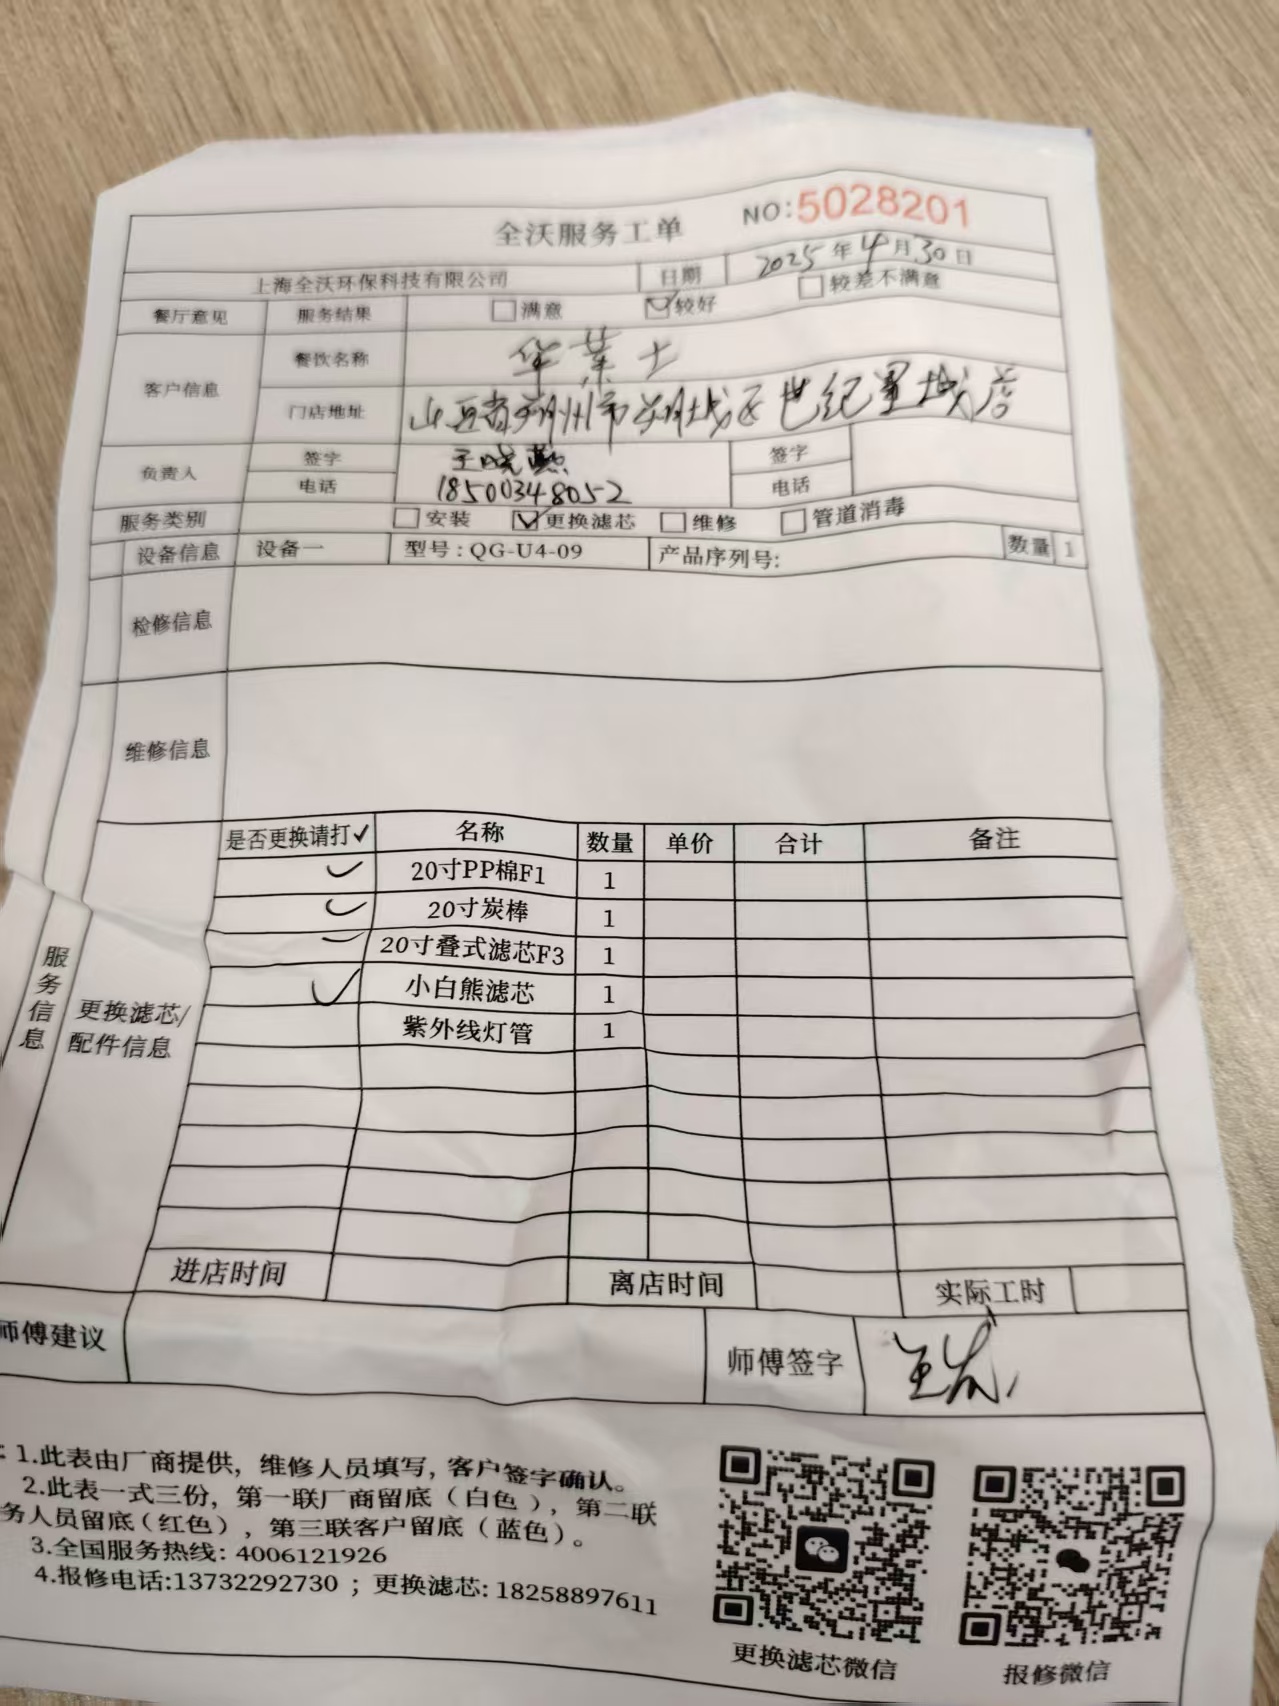 全沃服务工单 NO:5028201
上海全沃环保科技有限公司 日期 2025年4月30日
餐厅意见 服务结果 满意 较好 较差不满意
客户信息 餐饮名称 华莱士
门店地址 山西省朔州市朔城区世纪星城店
负责人 签字 王晓燕 签字
电话 18500348052 电话
服务类别 安装 更换滤芯 维修 管道消毒
设备信息 设备一 型号:QG-U4-09 产品序列号: 数量 1
检修信息
维修信息
服务信息
更换滤芯/配件信息
是否更换请打✓ 名称 数量 单价 合计 备注
✓ 20寸PP棉F1 1
✓ 20寸炭棒 1
✓ 20寸叠式滤芯F3 1
✓ 小白熊滤芯 1
紫外线灯管 1
进店时间 离店时间 实际工时
师傅建议 师傅签字
:1.此表由厂商提供，维修人员填写，客户签字确认。
2.此表一式三份，第一联厂商留底（白色），第二联
务人员留底（红色），第三联客户留底（蓝色）。
3.全国服务热线: 4006121926
4.报修电话:13732292730 ；更换滤芯: 18258897611
更换滤芯微信 报修微信